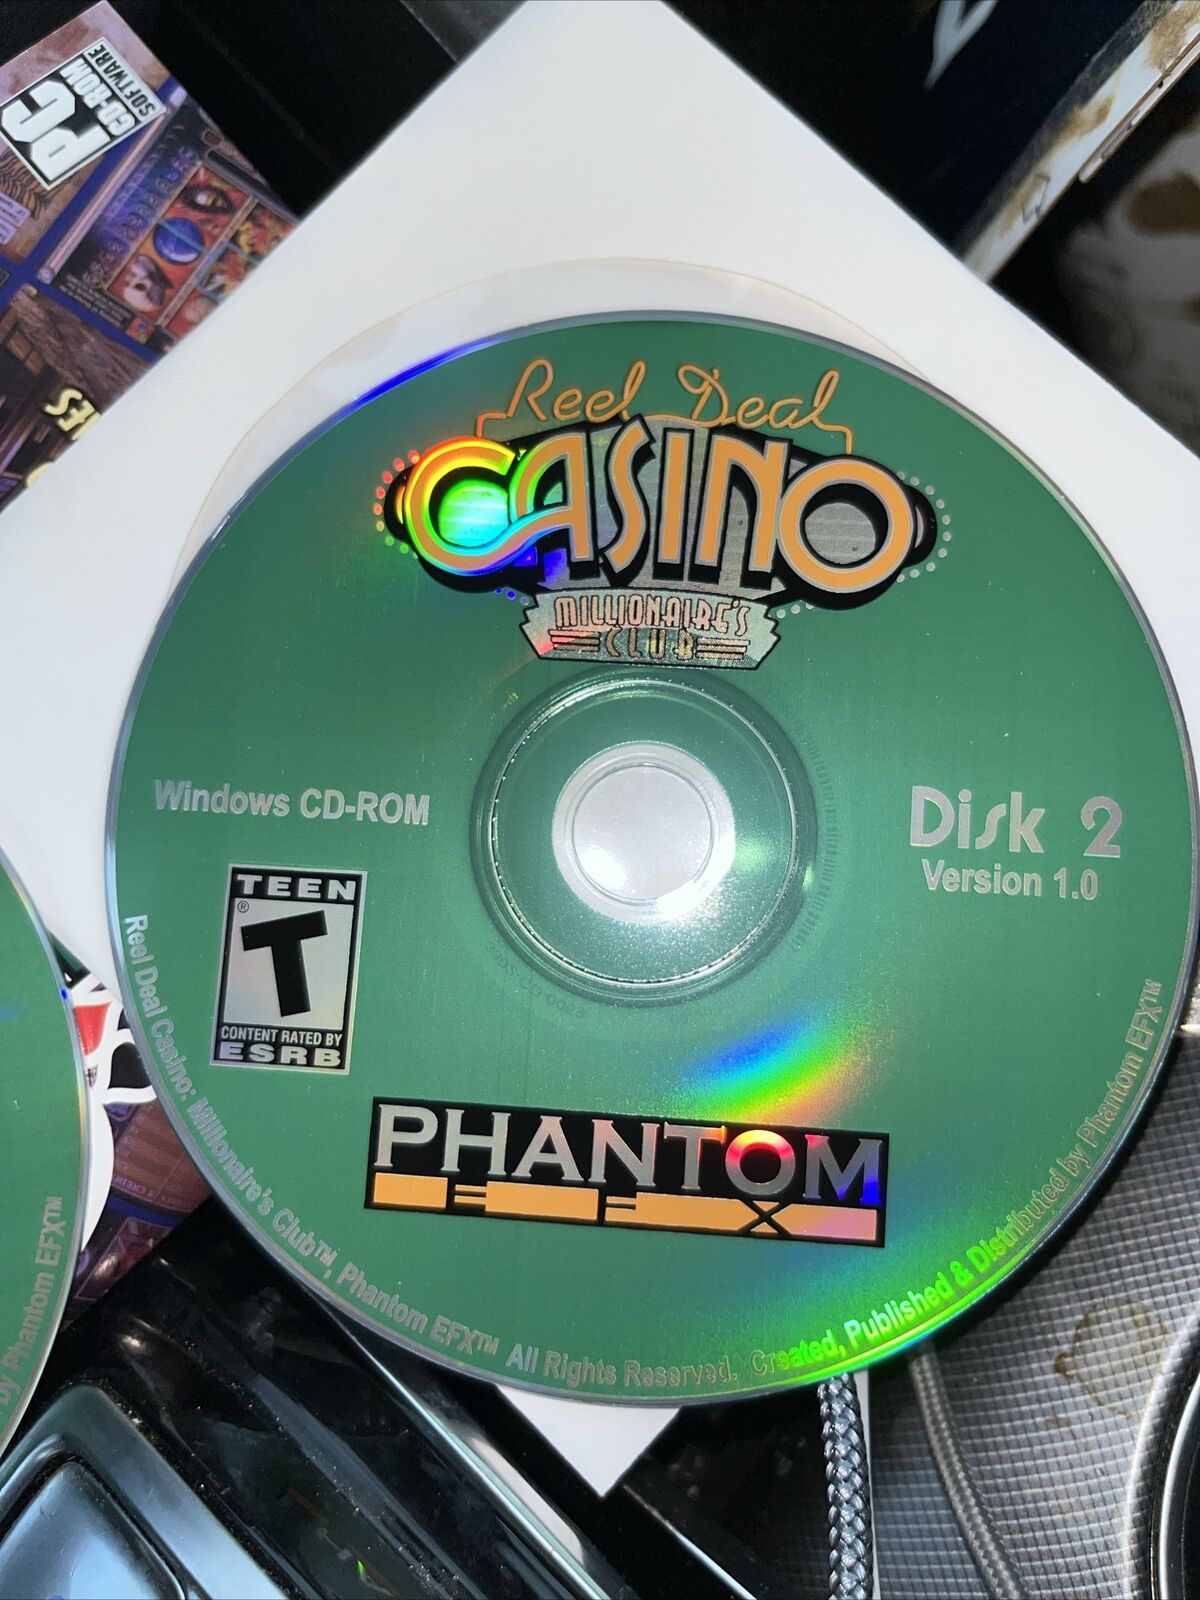 PC
CD-ROM
SOFTWARE
Reel Deal
CASINO
MILLIONAIRE'S
CLUB
Windows CD-ROM
Disk 2
Version 1.0
TEEN
T
®
CONTENT RATED BY
ESRB
PHANTOM
EFX
Reel Deal Casino: Millionaire's Club™, Phantom EFX™ All Rights Reserved. Created, Published & Distributed by Phantom EFX™
by Phantom EFX™